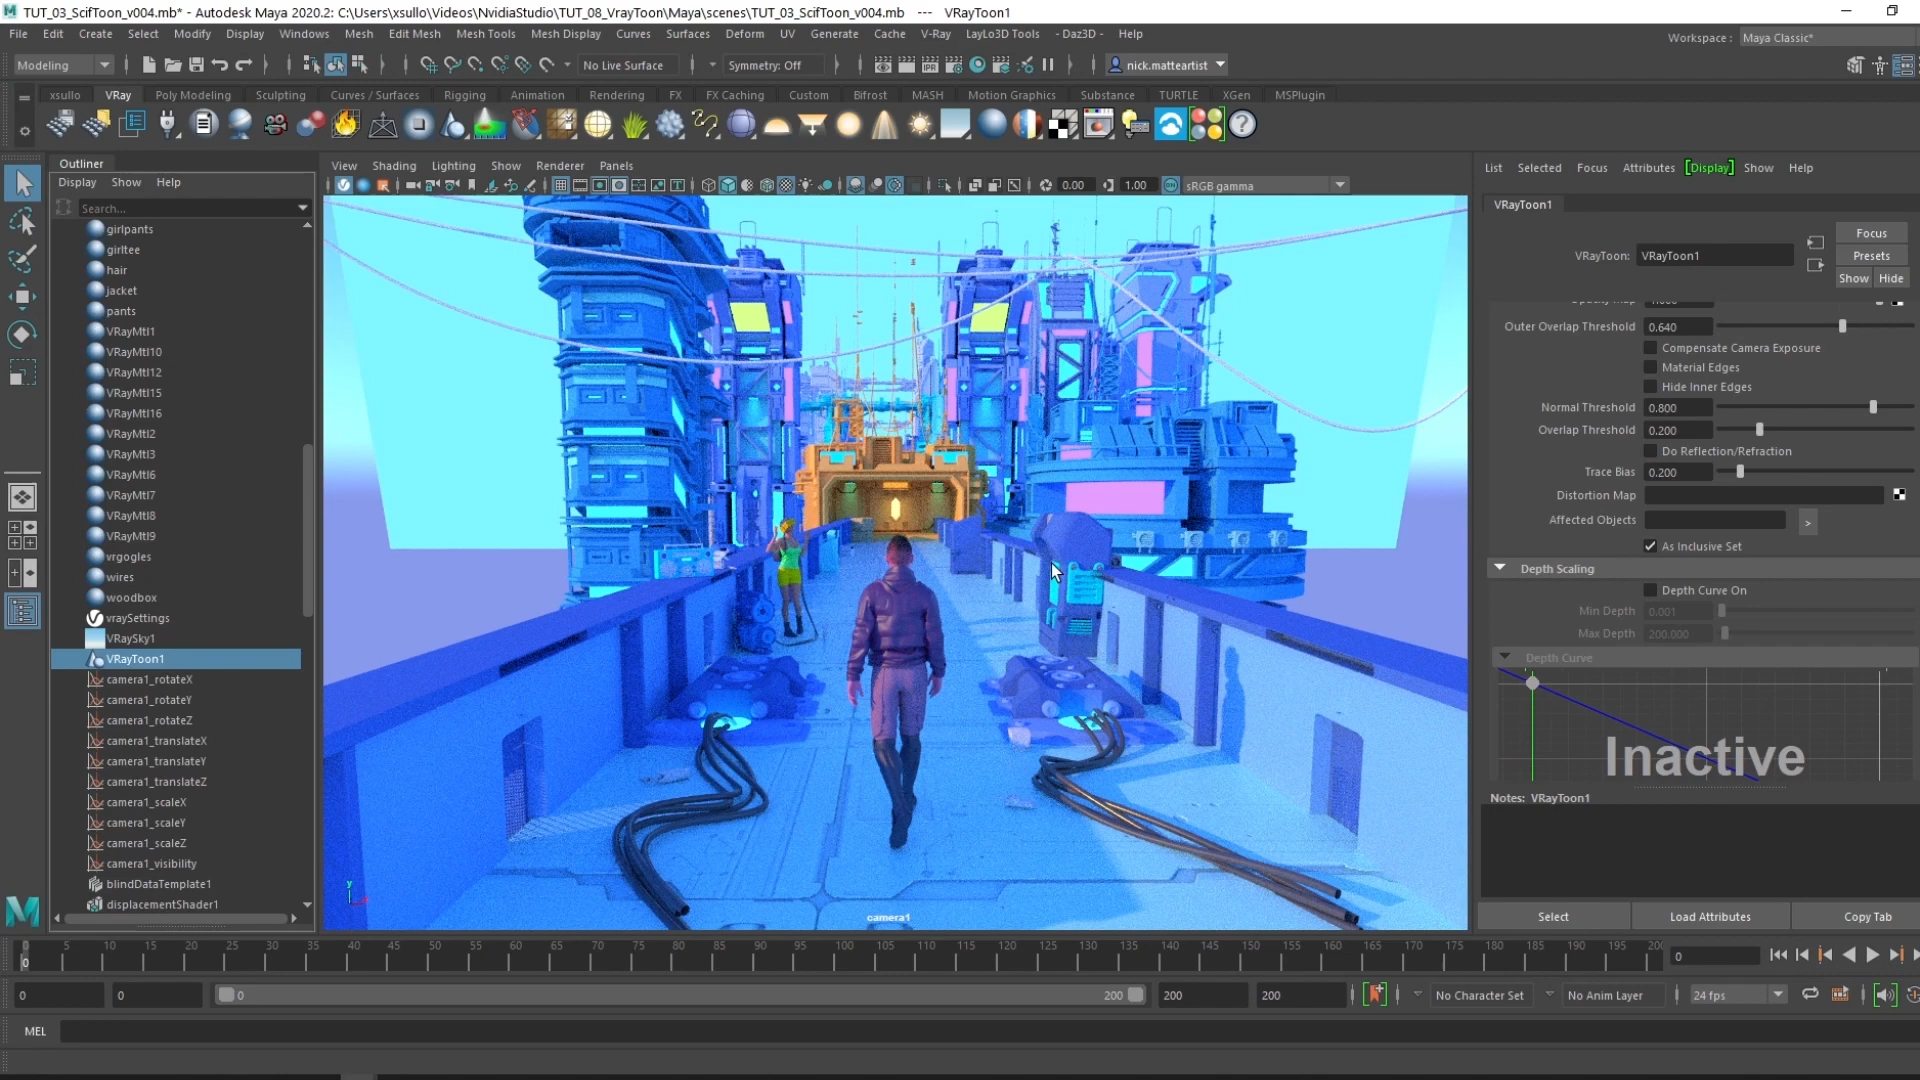 TUT_03_ScifToon_v004.mb* - Autodesk Maya 2020.2: C:\Users\xsullo\Videos\NvidiaStudio\TUT_08_VrayToon\Maya\scenes\TUT_03_ScifToon_v004.mb --- VRayToon1
File Edit Create Select Modify Display Windows Mesh Edit Mesh Mesh Tools Mesh Display Curves Surfaces Deform UV Generate Cache V-Ray LayLo3D Tools - Daz3D - Help
Workspace : Maya Classic*
Modeling No Live Surface Symmetry: Off nick.matteartist
xsullo VRay Poly Modeling Sculpting Curves / Surfaces Rigging Animation Rendering FX FX Caching Custom Bifrost MASH Motion Graphics Substance TURTLE XGen MSPlugin
IPR
Outliner
Display Show Help
Search...
girlpants
girltee
hair
jacket
pants
VRayMtl1
VRayMtl10
VRayMtl12
VRayMtl15
VRayMtl16
VRayMtl2
VRayMtl3
VRayMtl6
VRayMtl7
VRayMtl8
VRayMtl9
vrgogles
wires
woodbox
vraySettings
VRaySky1
VRayToon1
camera1_rotateX
camera1_rotateY
camera1_rotateZ
camera1_translateX
camera1_translateY
camera1_translateZ
camera1_scaleX
camera1_scaleY
camera1_scaleZ
camera1_visibility
blindDataTemplate1
displacementShader1
View Shading Lighting Show Renderer Panels
0.00 1.00 sRGB gamma
y
camera1
List Selected Focus Attributes [Display] Show Help
VRayToon1
VRayToon: VRayToon1
Focus
Presets
Show Hide
Outer Overlap Threshold 0.640
Compensate Camera Exposure
Material Edges
Hide Inner Edges
Normal Threshold 0.800
Overlap Threshold 0.200
Do Reflection/Refraction
Trace Bias 0.200
Distortion Map
Affected Objects >
As Inclusive Set
Depth Scaling
Depth Curve On
Min Depth 0.001
Max Depth 200.000
Depth Curve
Inactive
Notes: VRayToon1
Select Load Attributes Copy Tab
0 5 10 15 20 25 30 35 40 45 50 55 60 65 70 75 80 85 90 95 100 105 110 115 120 125 130 135 140 145 150 155 160 165 170 175 180 185 190 195
0 0
0 0 0 200 200 200 No Character Set No Anim Layer 24 fps
MEL